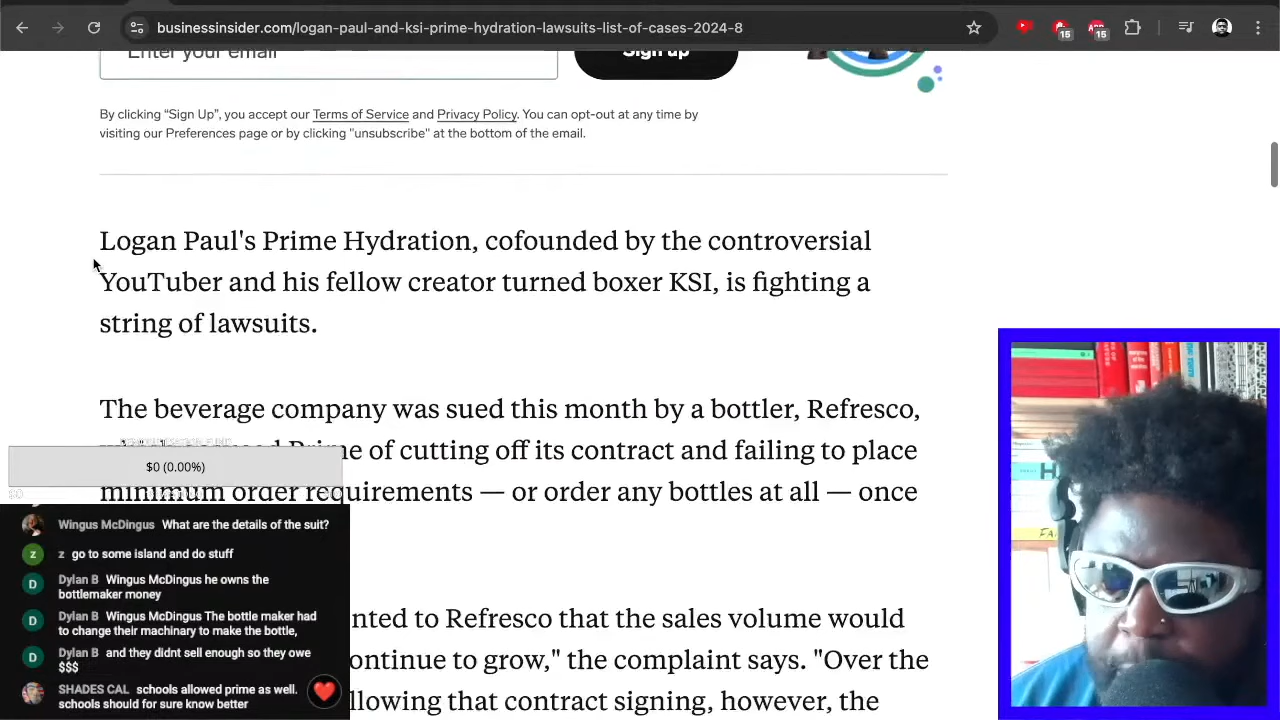 businessinsider.com/logan-paul-and-ksi-prime-hydration-lawsuits-list-of-cases-2024-8
15
15
Enter your email
Sign up
By clicking “Sign Up”, you accept our Terms of Service and Privacy Policy. You can opt-out at any time by
visiting our Preferences page or by clicking "unsubscribe" at the bottom of the email.
Logan Paul's Prime Hydration, cofounded by the controversial
YouTuber and his fellow creator turned boxer KSI, is fighting a
string of lawsuits.
The beverage company was sued this month by a bottler, Refresco,
of cutting off its contract and failing to place
minimum order requirements — or order any bottles at all — once
nted to Refresco that the sales volume would
ontinue to grow," the complaint says. "Over the
llowing that contract signing, however, the
$0 (0.00%)
Wingus McDingus What are the details of the suit?
z z go to some island and do stuff
D Dylan B Wingus McDingus he owns the
bottlemaker money
D Dylan B Wingus McDingus The bottle maker had
to change their machinary to make the bottle,
D Dylan B and they didnt sell enough so they owe
$$$
SHADES CAL schools allowed prime as well.
schools should for sure know better